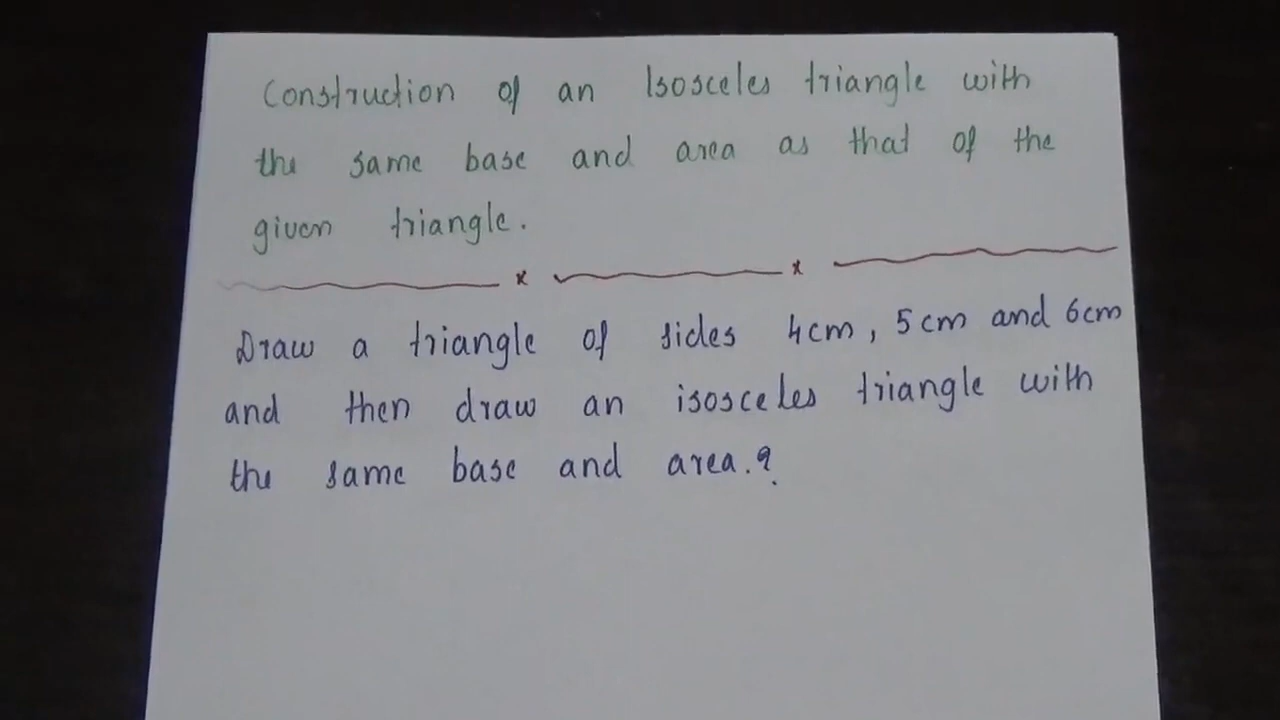 Construction of an Isosceles triangle with
the same base and area as that of the
given triangle.
x x
Draw a triangle of sides 4cm, 5cm and 6cm
and then draw an isosceles triangle with
the same base and area.?